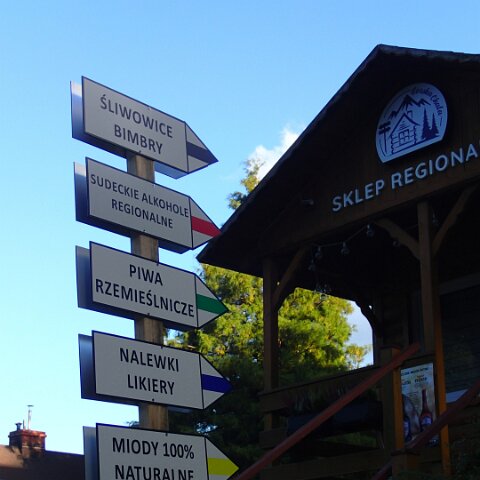 ŚLIWOWICE
BIMBRY
SUDECKIE ALKOHOLE
REGIONALNE
PIWA
RZEMIEŚLNICZE
NALEWKI
LIKIERY
MIODY 100%
NATURALNE
SKLEP REGIONA